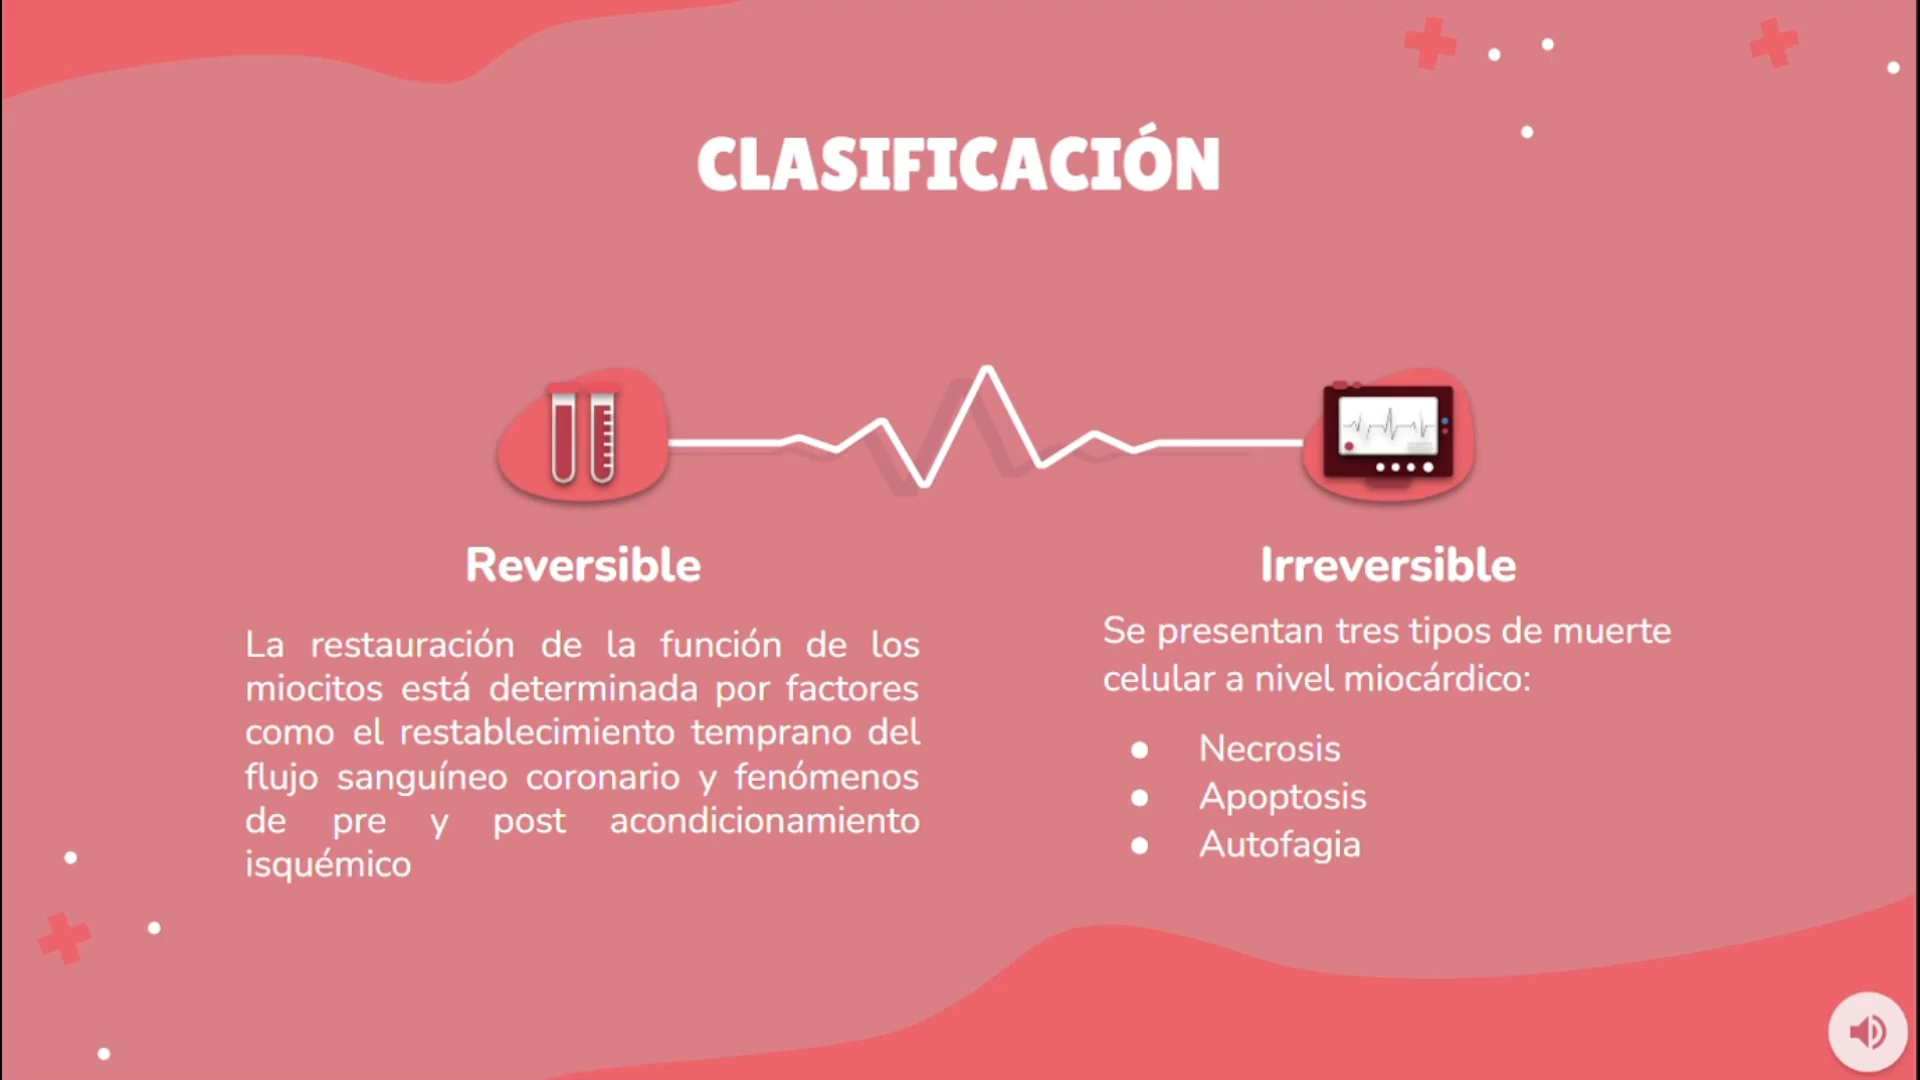 CLASIFICACIÓN
Reversible
La restauración de la función de los
miocitos está determinada por factores
como el restablecimiento temprano del
flujo sanguíneo coronario y fenómenos
de pre y post acondicionamiento
isquémico
Irreversible
Se presentan tres tipos de muerte
celular a nivel miocárdico:
● Necrosis
● Apoptosis
● Autofagia